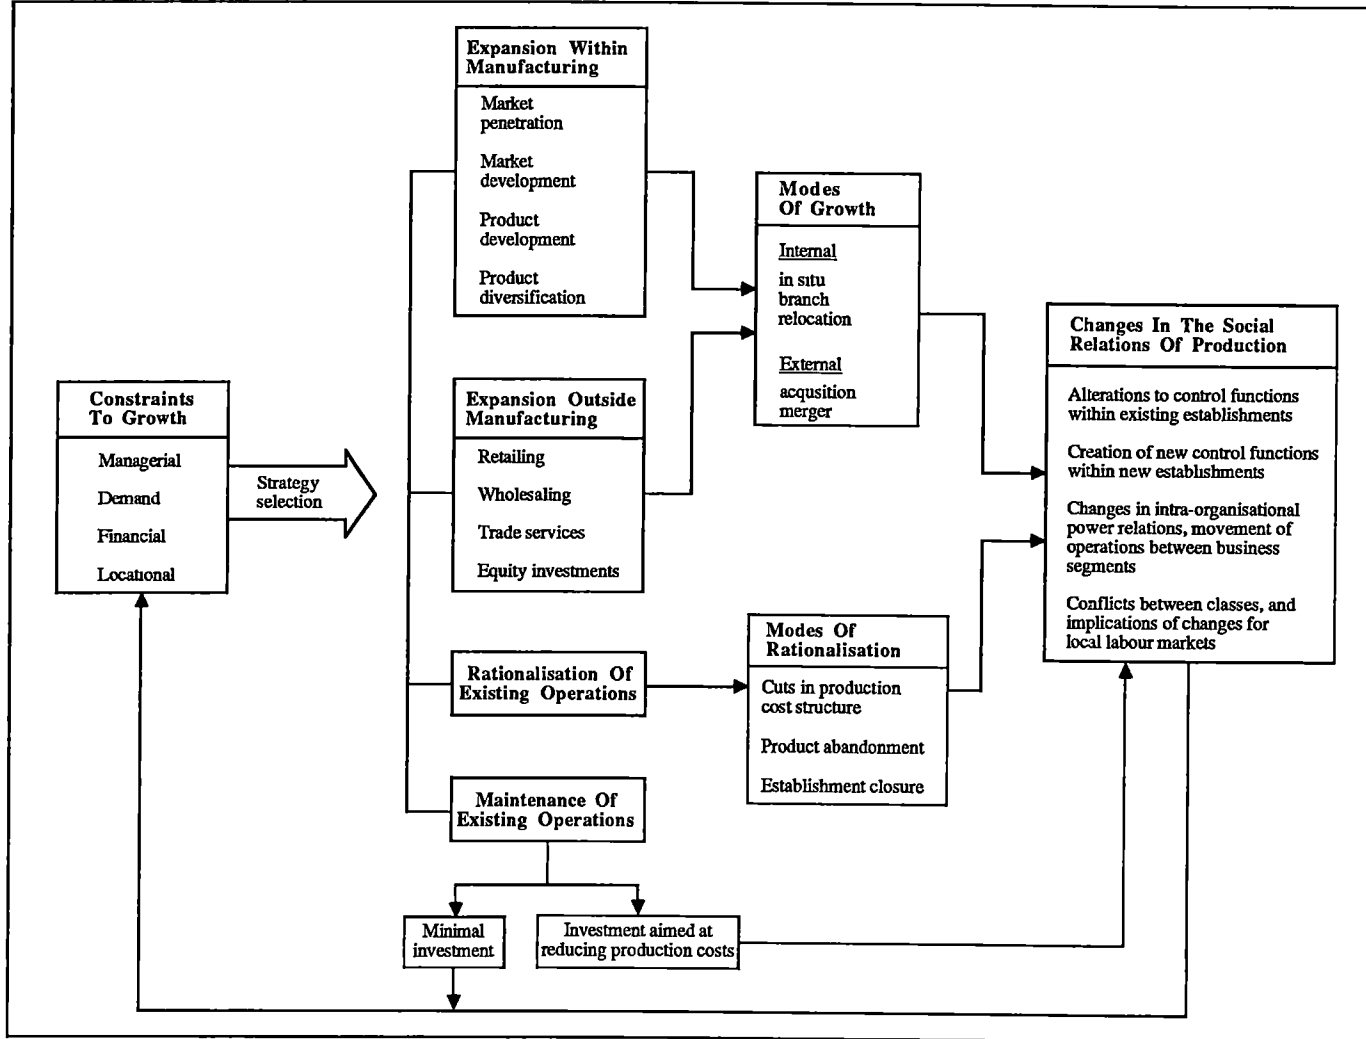 Expansion Within
Manufacturing
Market
penetration
Market
development
Product
development
Product
diversification
Modes
Of Growth
Internal
in situ
branch
relocation
External
acqusition
merger
Changes In The Social
Relations Of Production
Alterations to control functions
within existing establishments
Creation of new control functions
within new establishments
Changes in intra-organisational
power relations, movement of
operations between business
segments
Conflicts between classes, and
implications of changes for
local labour markets
Constraints
To Growth
Managerial
Demand
Financial
Locational
Strategy
selection
Expansion Outside
Manufacturing
Retailing
Wholesaling
Trade services
Equity investments
Rationalisation Of
Existing Operations
Modes Of
Rationalisation
Cuts in production
cost structure
Product abandonment
Establishment closure
Maintenance Of
Existing Operations
Minimal
investment
Investment aimed at
reducing production costs